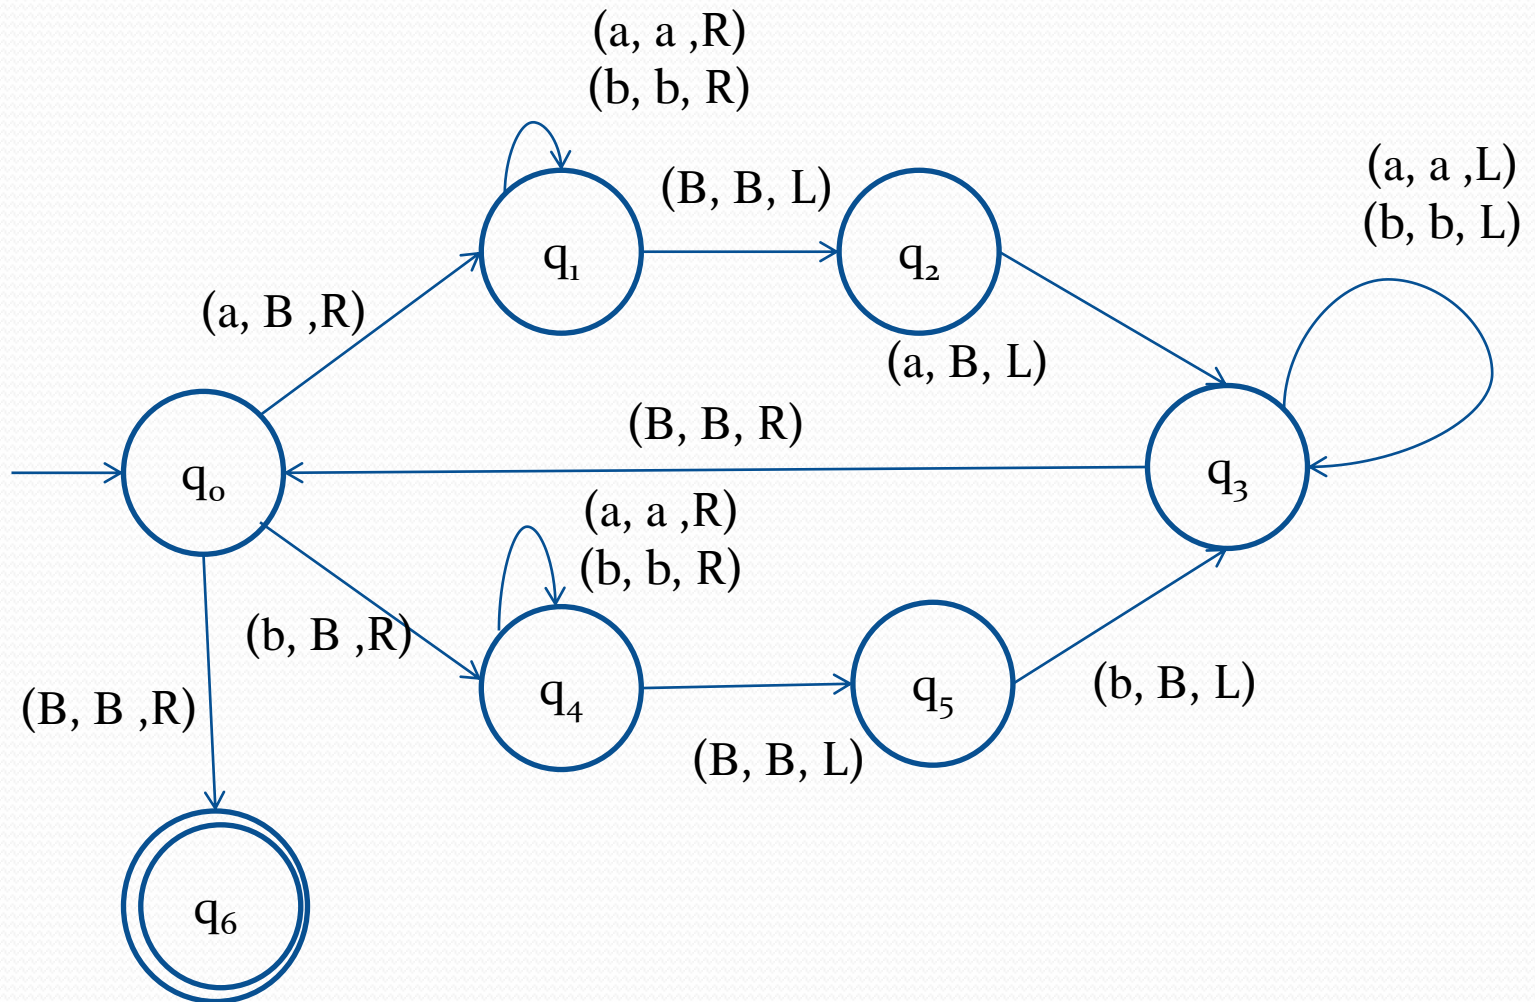 (a, a ,R)
(b, b, R)
(a, a ,L)
(b, b, L)
(B, B, L)
q₁
q₂
(a, B ,R)
(a, B, L)
(B, B, R)
q₀
q₃
(a, a ,R)
(b, b, R)
(b, B ,R)
(B, B ,R)
q₄
q₅
(b, B, L)
(B, B, L)
q₆